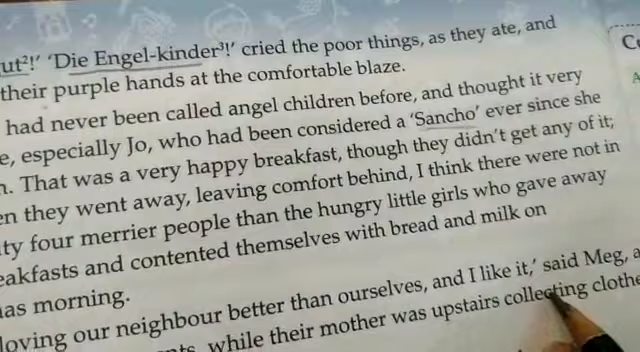 ut²!' 'Die Engel-kinder³!' cried the poor things, as they ate, and
their purple hands at the comfortable blaze.
had never been called angel children before, and thought it very
e, especially Jo, who had been considered a 'Sancho' ever since she
n. That was a very happy breakfast, though they didn't get any of it;
en they went away, leaving comfort behind, I think there were not in
ty four merrier people than the hungry little girls who gave away
eakfasts and contented themselves with bread and milk on
as morning.
loving our neighbour better than ourselves, and I like it,' said Meg, a
nts, while their mother was upstairs collecting clothe